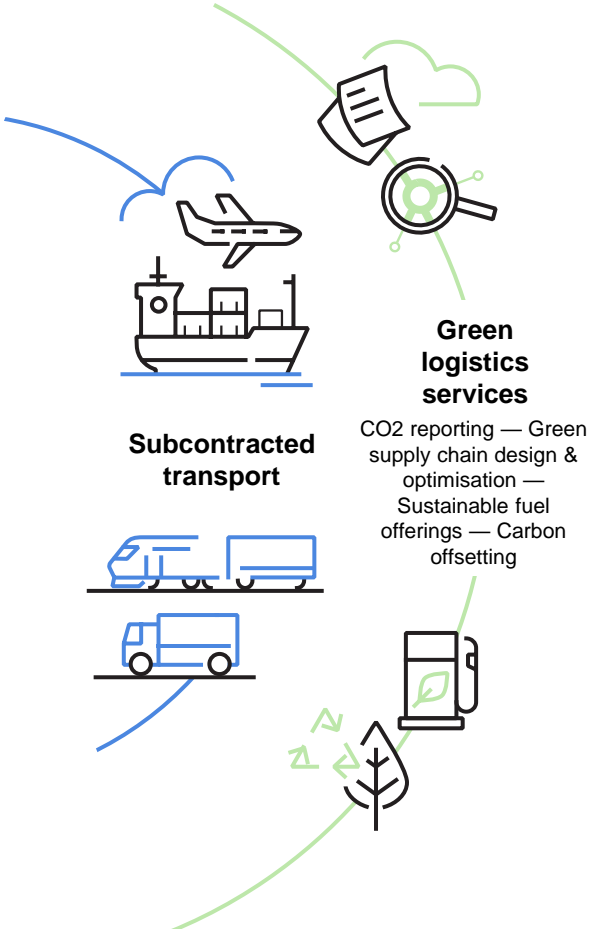 Green
logistics
services
CO2 reporting — Green
supply chain design &
optimisation —
Sustainable fuel
offerings — Carbon
offsetting
Subcontracted
transport